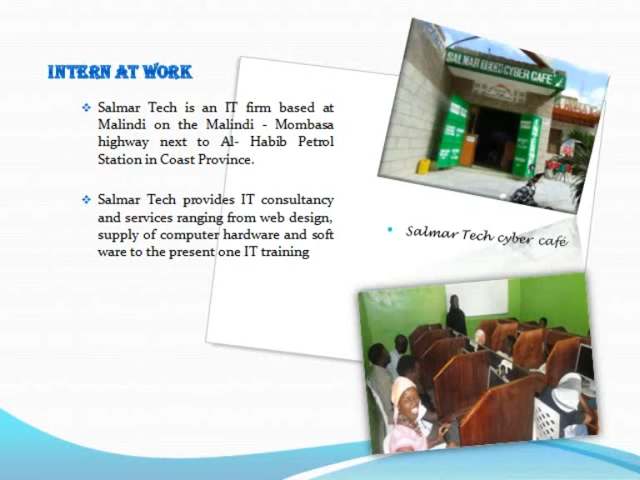 INTERN AT WORK
Salmar Tech is an IT firm based at
Malindi on the Malindi - Mombasa
highway next to Al- Habib Petrol
Station in Coast Province.
Salmar Tech provides IT consultancy
and services ranging from web design,
supply of computer hardware and soft
ware to the present one IT training
SALMAR TECH CYBER CAFE
Salmar Tech cyber café